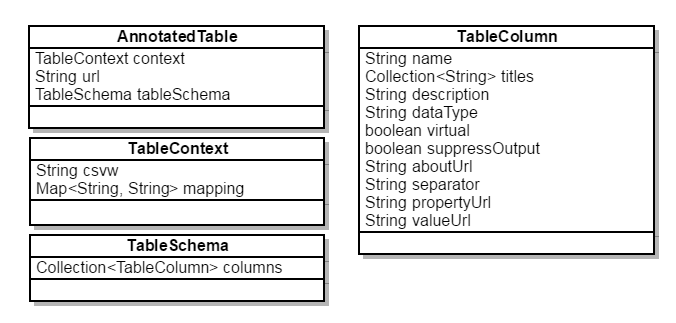 AnnotatedTable
TableContext context
String url
TableSchema tableSchema
TableContext
String csvw
Map<String, String> mapping
TableSchema
Collection<TableColumn> columns
TableColumn
String name
Collection<String> titles
String description
String dataType
boolean virtual
boolean suppressOutput
String aboutUrl
String separator
String propertyUrl
String valueUrl